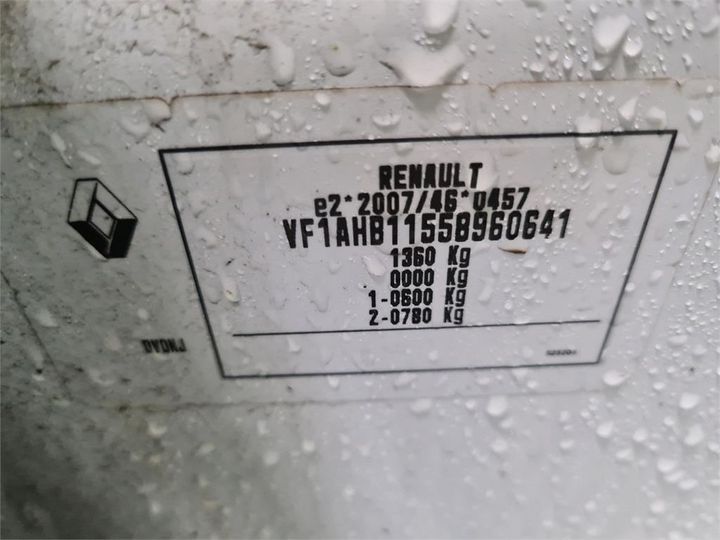 RENAULT
e2*2007/46*0457
VF1AHB11558960641
1360 Kg
0000 Kg
1-0600 Kg
2-0780 Kg